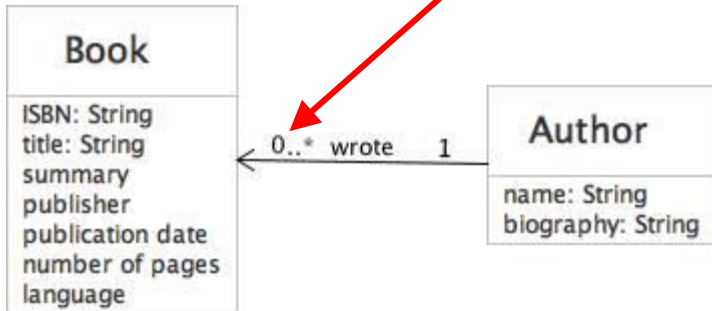 Book
ISBN: String
title: String
summary
publisher
publication date
number of pages
language
0..* wrote 1
Author
name: String
biography: String